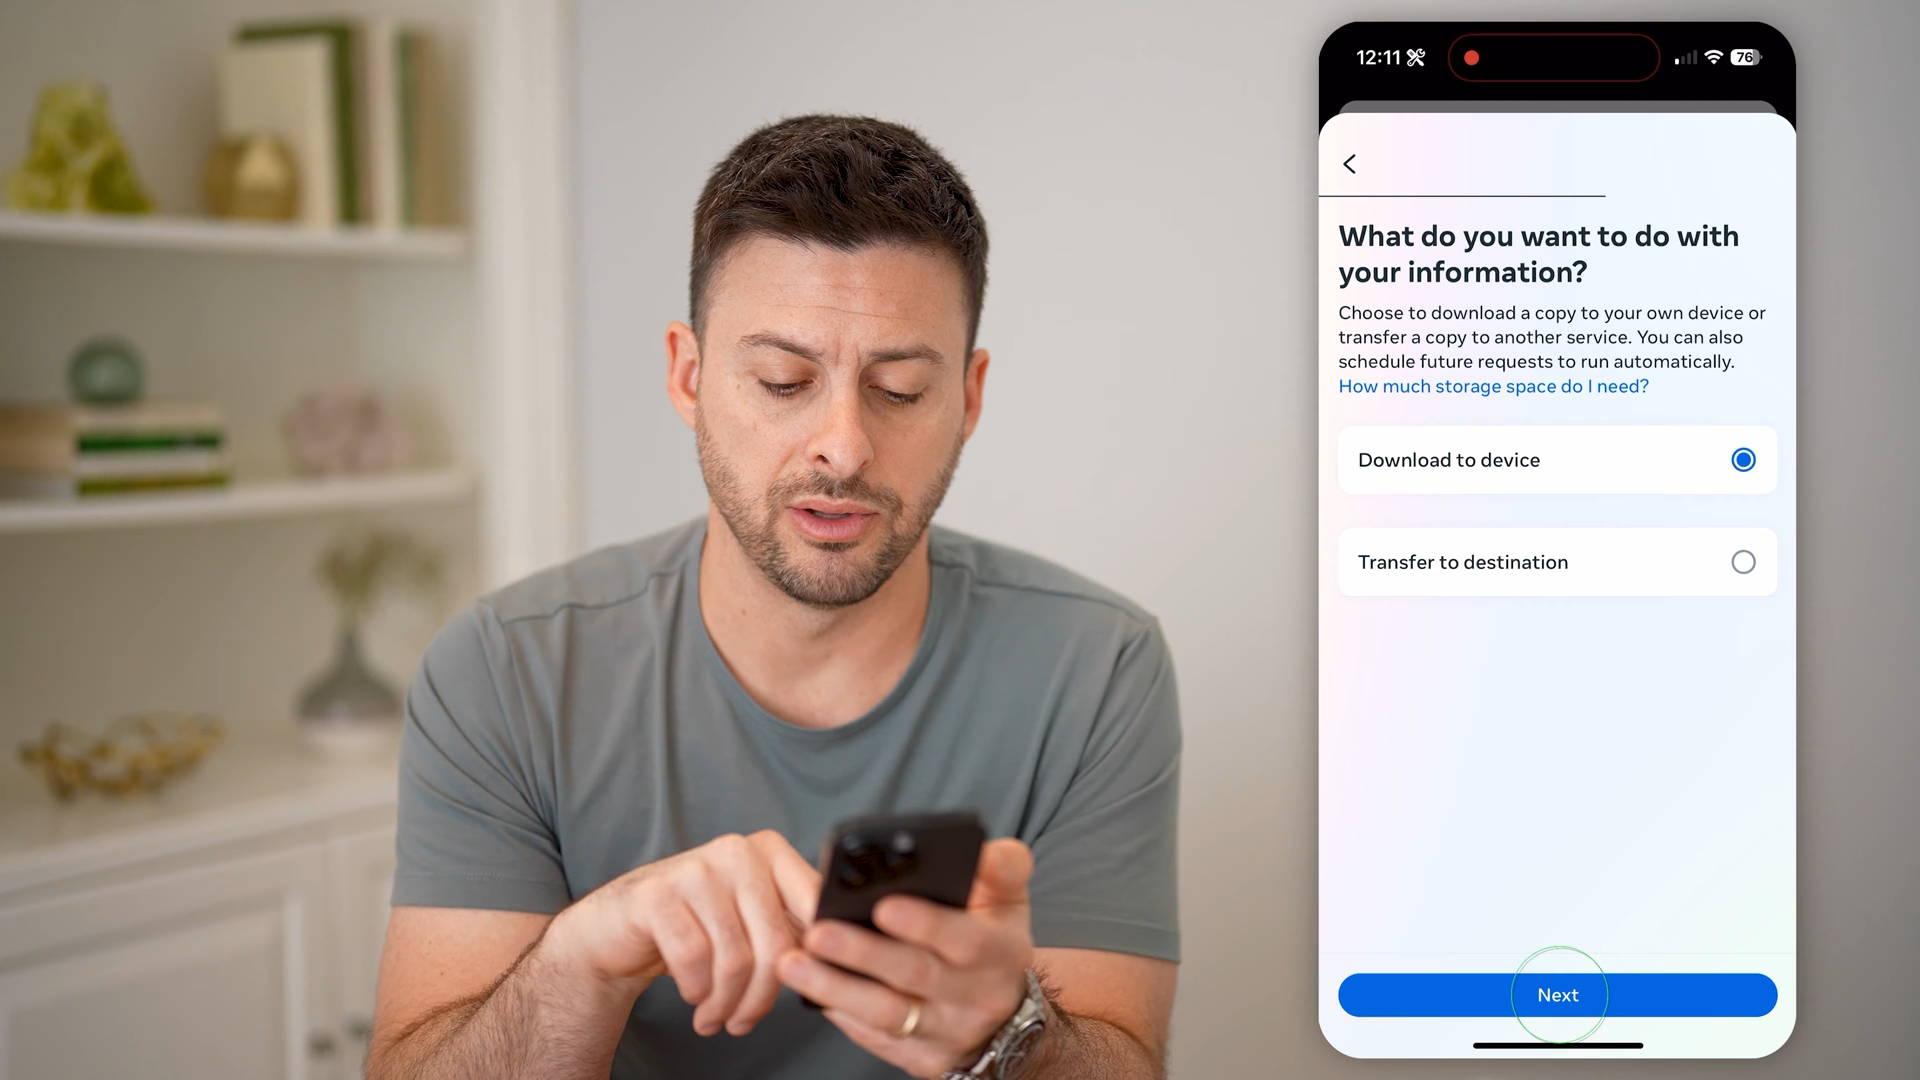 12:11
76
What do you want to do with
your information?
Choose to download a copy to your own device or
transfer a copy to another service. You can also
schedule future requests to run automatically.
How much storage space do I need?
Download to device
Transfer to destination
Next